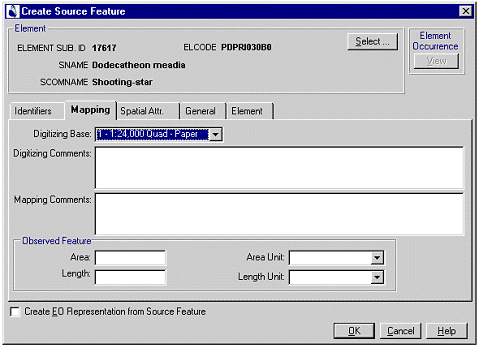 Create Source Feature
Element
ELEMENT SUB. ID 17617 ELCODE PDPRI030B0 Select ...
SNAME Dodecatheon meadia
SCOMNAME Shooting-star
Element Occurrence
View
Identifiers Mapping Spatial Attr. General Element
Digitizing Base: 1 - 1:24,000 Quad - Paper
Digitizing Comments:
Mapping Comments:
Observed Feature
Area: Area Unit:
Length: Length Unit:
Create EO Representation from Source Feature
OK Cancel Help